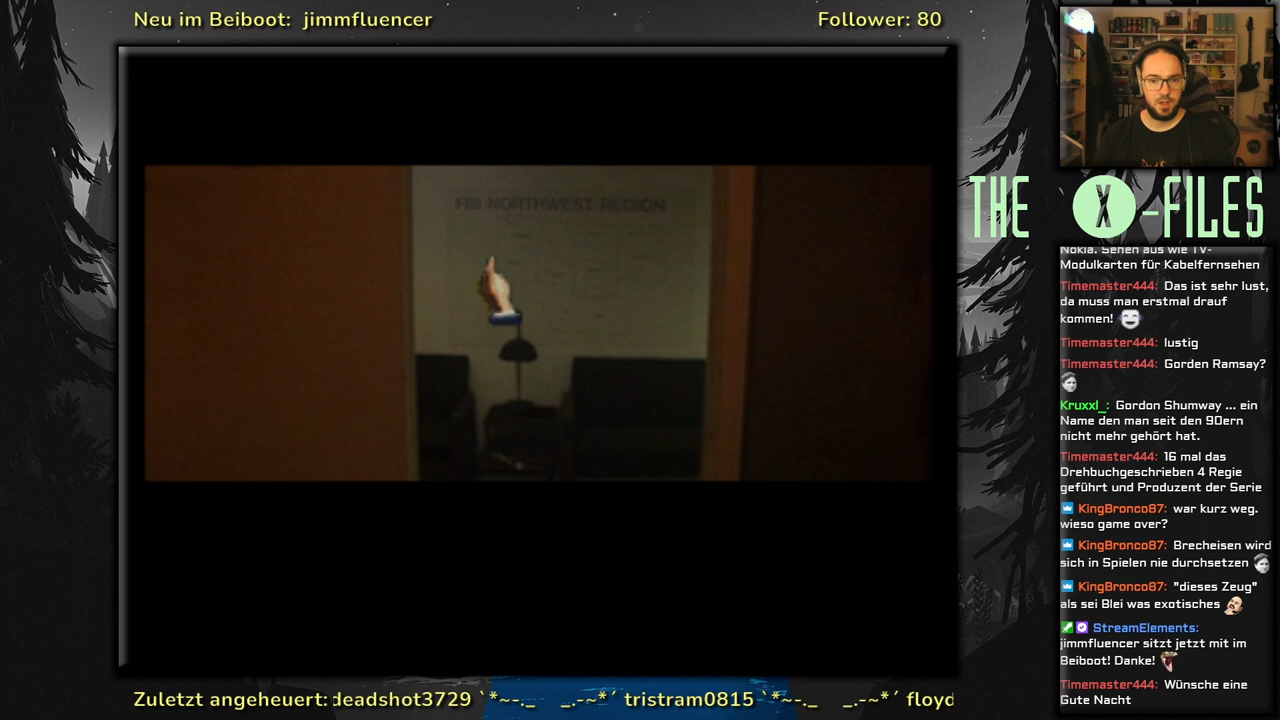 Neu im Beiboot: jimmfluencer
Follower: 80
FBI NORTHWEST REGION
THE X-FILES
Nokia. Sehen aus wie TV-
Modulkarten für Kabelfernsehen
Timemaster444: Das ist sehr lust,
da muss man erstmal drauf
kommen!
Timemaster444: lustig
Timemaster444: Gorden Ramsay?
Kruxxl_: Gordon Shumway ... ein
Name den man seit den 90ern
nicht mehr gehört hat.
Timemaster444: 16 mal das
Drehbuchgeschrieben 4 Regie
geführt und Produzent der Serie
KingBronco87: war kurz weg.
wieso game over?
KingBronco87: Brecheisen wird
sich in Spielen nie durchsetzen
KingBronco87: "dieses Zeug"
als sei Blei was exotisches
StreamElements:
jimmfluencer sitzt jetzt mit im
Beiboot! Danke!
Timemaster444: Wünsche eine
Gute Nacht
Zuletzt angeheuert: deadshot3729 `*~-._ _.-~*´ tristram0815 `*~-._ _.-~*´ floyd